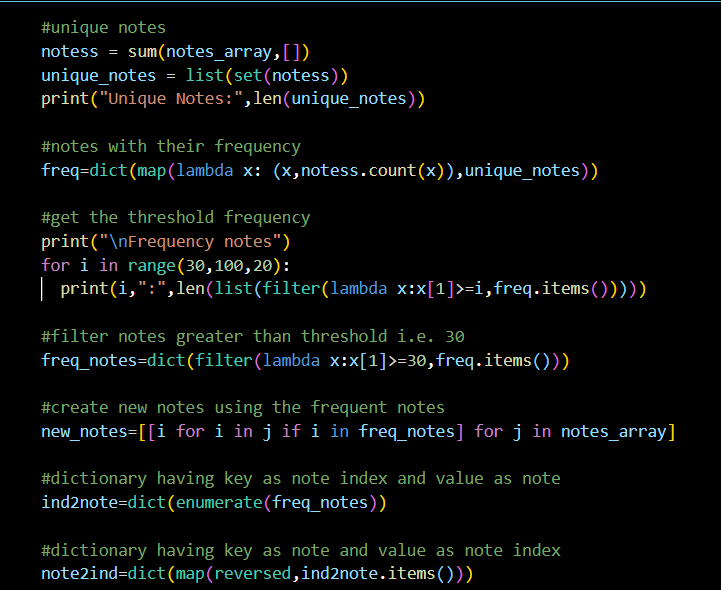 #unique notes
notess = sum(notes_array,[])
unique_notes = list(set(notess))
print("Unique Notes:",len(unique_notes))

#notes with their frequency
freq=dict(map(lambda x: (x,notess.count(x)),unique_notes))

#get the threshold frequency
print("\nFrequency notes")
for i in range(30,100,20):
  print(i,":",len(list(filter(lambda x:x[1]>=i,freq.items()))))

#filter notes greater than threshold i.e. 30
freq_notes=dict(filter(lambda x:x[1]>=30,freq.items()))

#create new notes using the frequent notes
new_notes=[[i for i in j if i in freq_notes] for j in notes_array]

#dictionary having key as note index and value as note
ind2note=dict(enumerate(freq_notes))

#dictionary having key as note and value as note index
note2ind=dict(map(reversed,ind2note.items()))